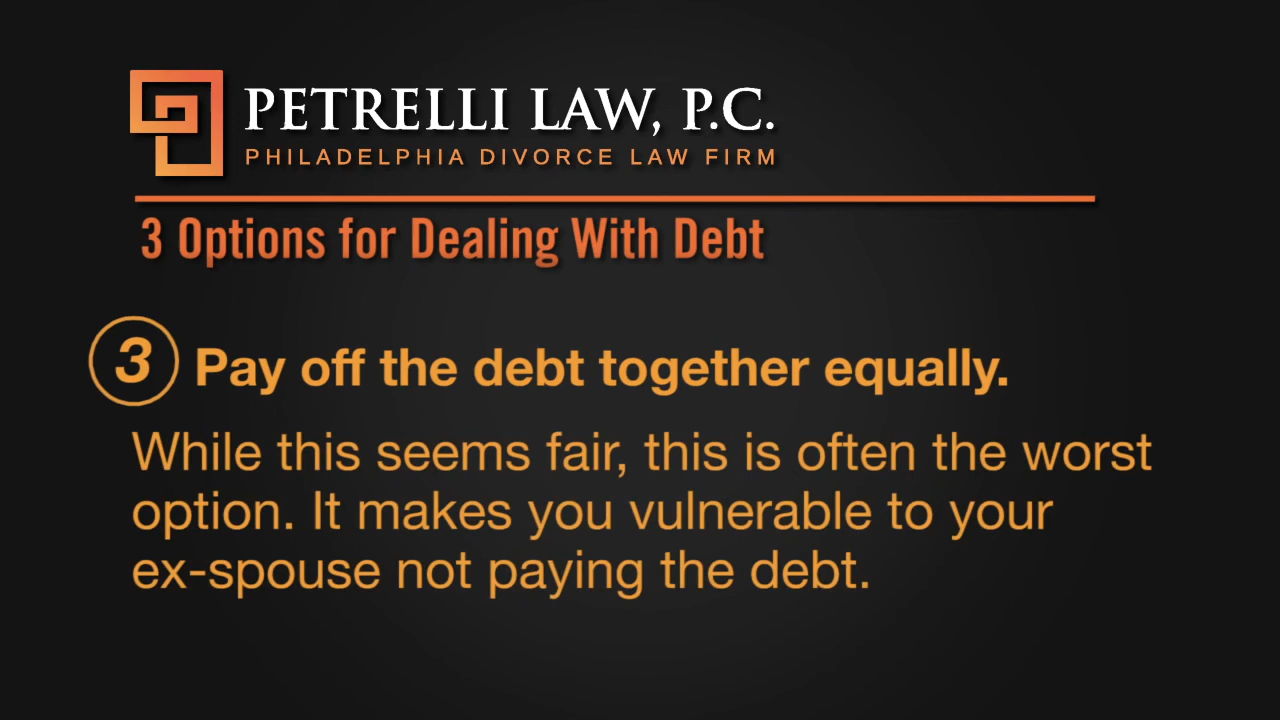 PETRELLI LAW, P.C.
PHILADELPHIA DIVORCE LAW FIRM
3 Options for Dealing With Debt
3 Pay off the debt together equally.
While this seems fair, this is often the worst
option. It makes you vulnerable to your
ex-spouse not paying the debt.